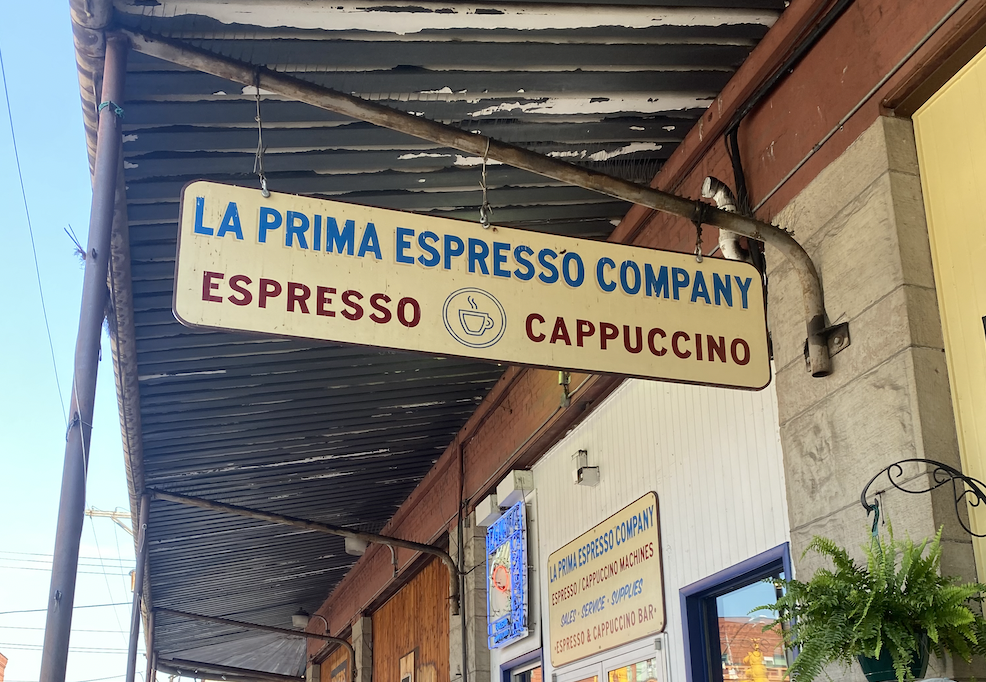 LA PRIMA ESPRESSO COMPANY
ESPRESSO CAPPUCCINO
LA PRIMA ESPRESSO COMPANY
ESPRESSO / CAPPUCCINO MACHINES
SALES · SERVICE · SUPPLIES
· ESPRESSO & CAPPUCCINO BAR ·